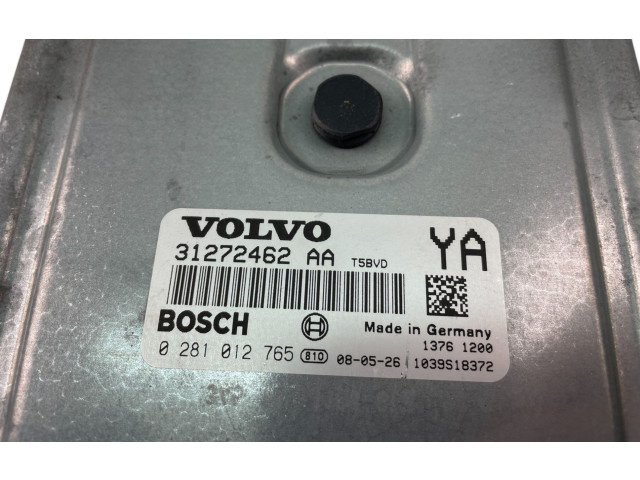 VOLVO YA
31272462 AA T5BVD
BOSCH Made in Germany
1376 1200
0 281 012 765 810 08-05-26 1039S18372